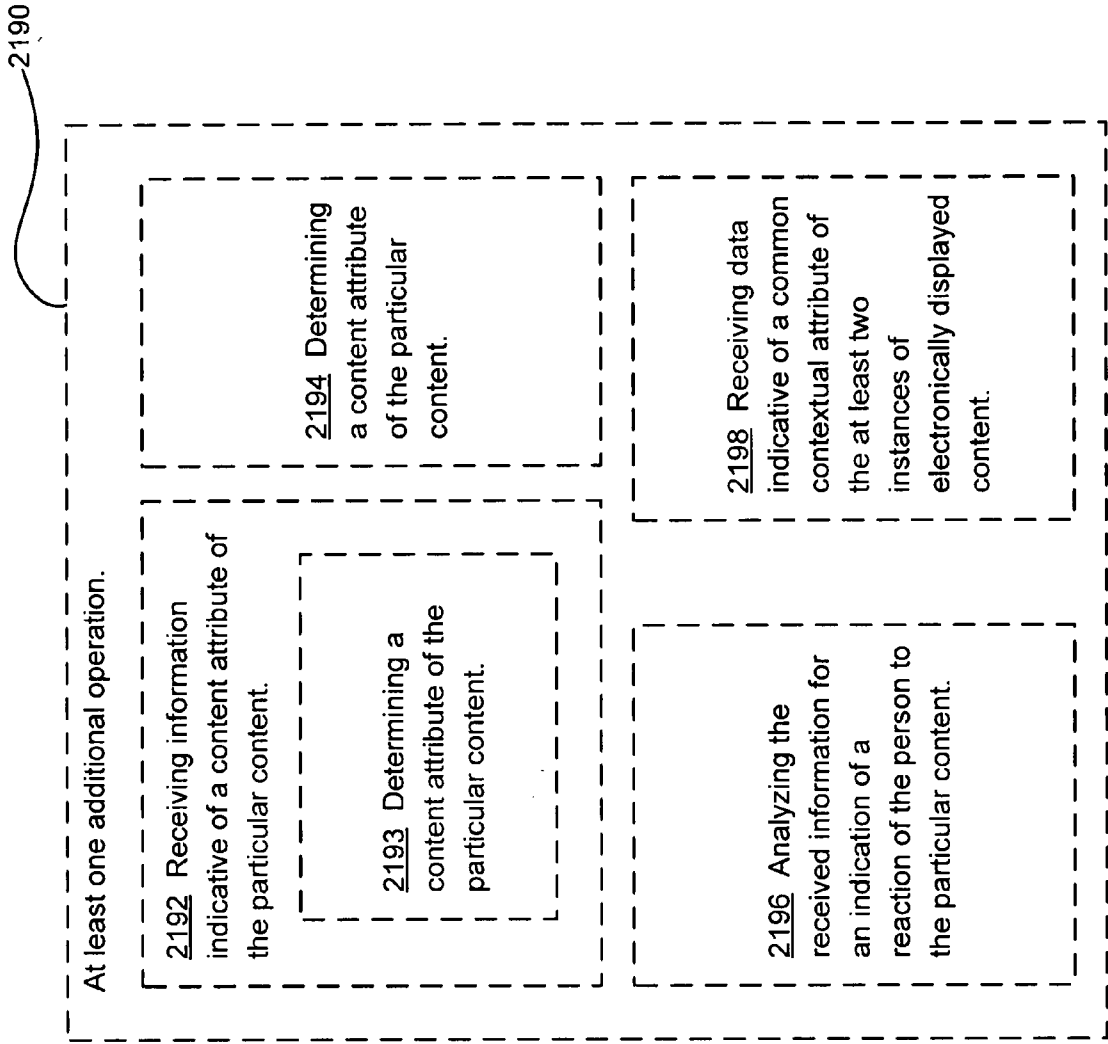 2190
At least one additional operation.
2192 Receiving information
indicative of a content attribute of
the particular content.
2193 Determining a
content attribute of the
particular content.
2194 Determining
a content attribute
of the particular
content.
2196 Analyzing the
received information for
an indication of a
reaction of the person to
the particular content.
2198 Receiving data
indicative of a common
contextual attribute of
the at least two
instances of
electronically displayed
content.